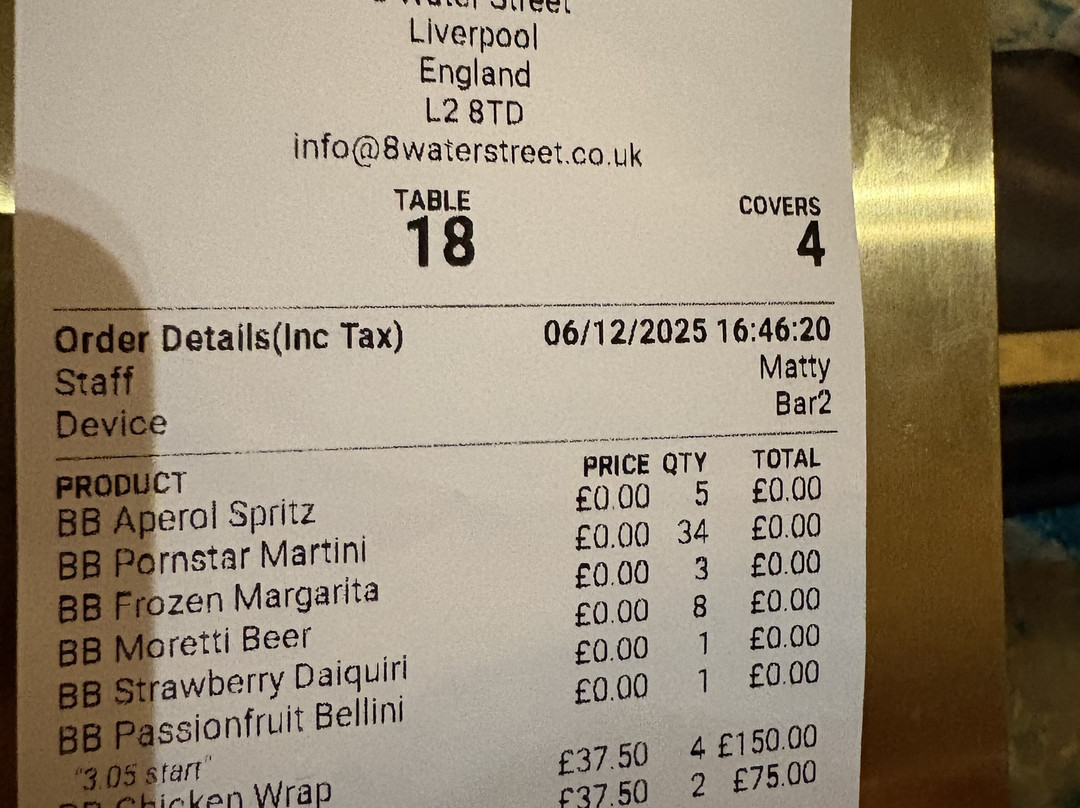 Water Street
Liverpool
England
L2 8TD
info@8waterstreet.co.uk
TABLE COVERS
18 4
Order Details(Inc Tax) 06/12/2025 16:46:20
Staff Matty
Device Bar2
PRODUCT PRICE QTY TOTAL
BB Aperol Spritz £0.00 5 £0.00
BB Pornstar Martini £0.00 34 £0.00
BB Frozen Margarita £0.00 3 £0.00
BB Moretti Beer £0.00 8 £0.00
BB Strawberry Daiquiri £0.00 1 £0.00
BB Passionfruit Bellini £0.00 1 £0.00
"3.05 start"
BB Chicken Wrap £37.50 4 £150.00
£37.50 2 £75.00